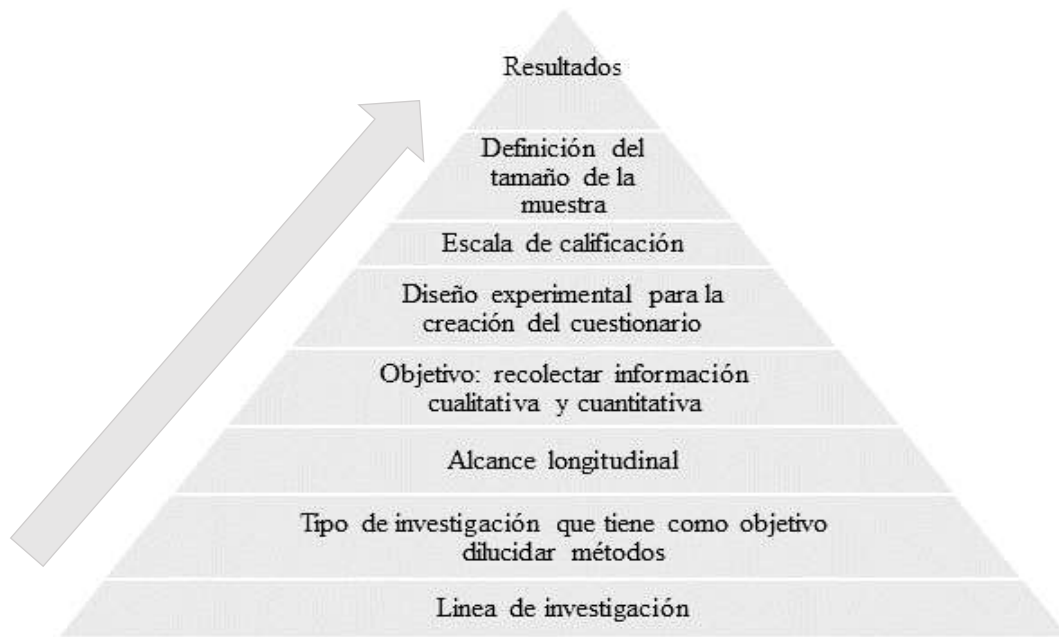 Resultados
Definición del
tamaño de la
muestra
Escala de calificación
Diseño experimental para la
creación del cuestionario
Objetivo: recolectar información
cualitativa y cuantitativa
Alcance longitudinal
Tipo de investigación que tiene como objetivo
dilucidar métodos
Linea de investigación